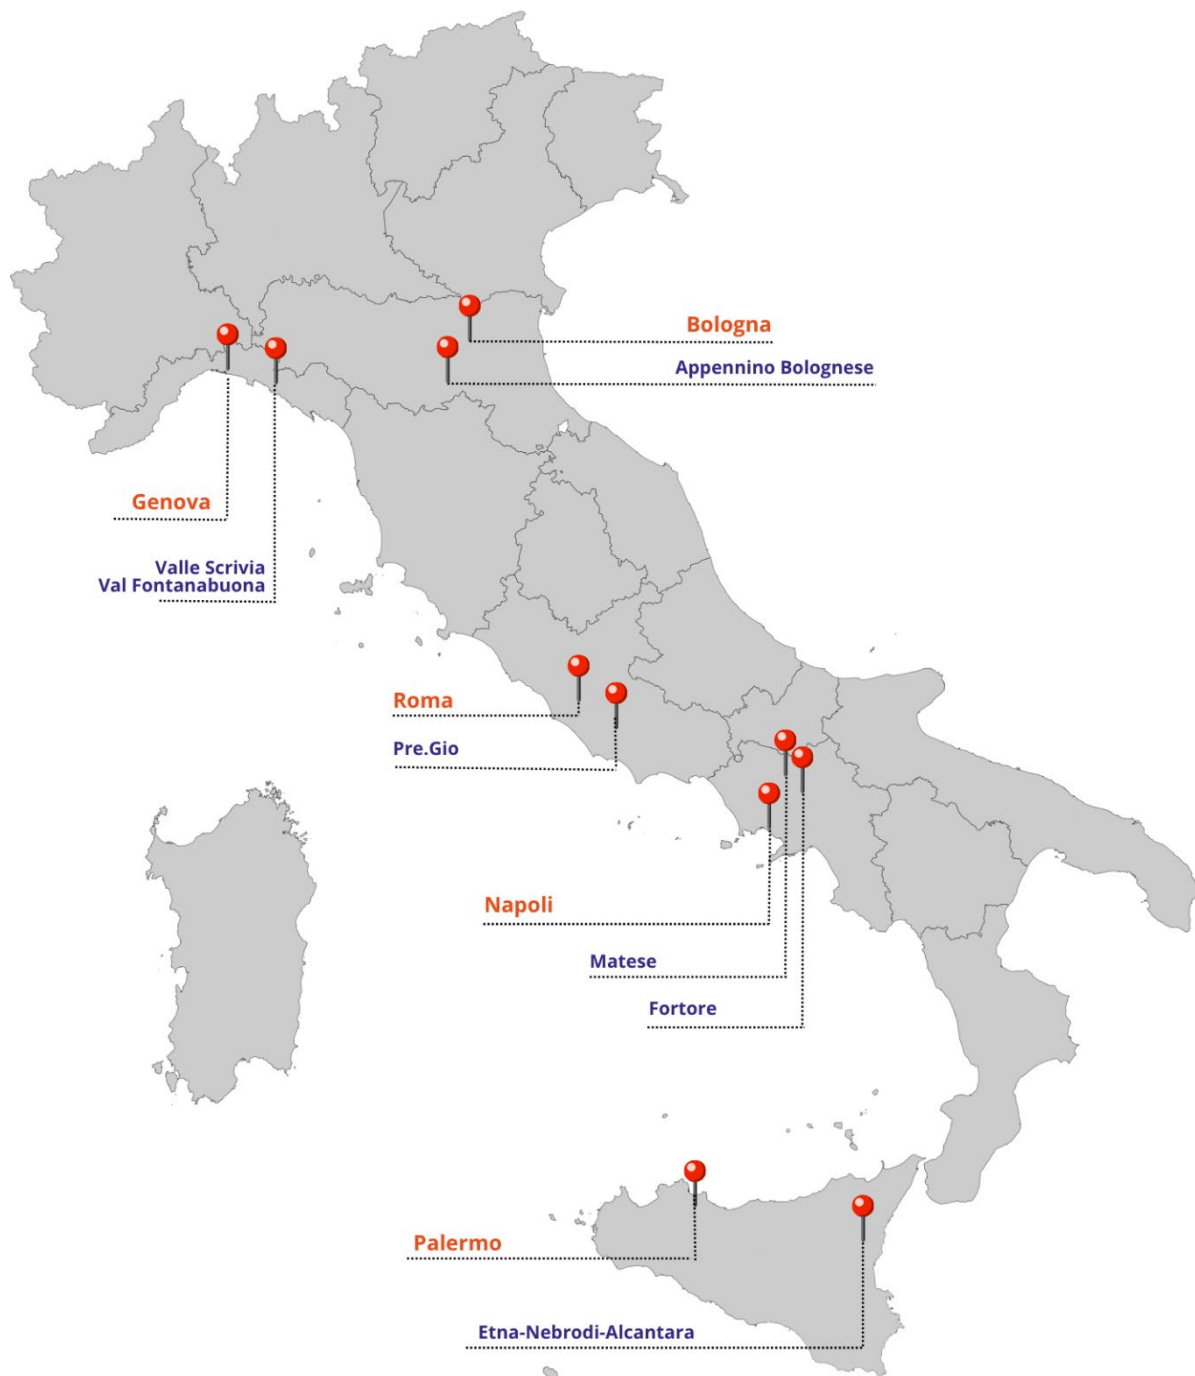 Bologna
Appennino Bolognese
Genova
Valle Scrivia
Val Fontanabuona
Roma
Pre.Gio
Napoli
Matese
Fortore
Palermo
Etna-Nebrodi-Alcantara